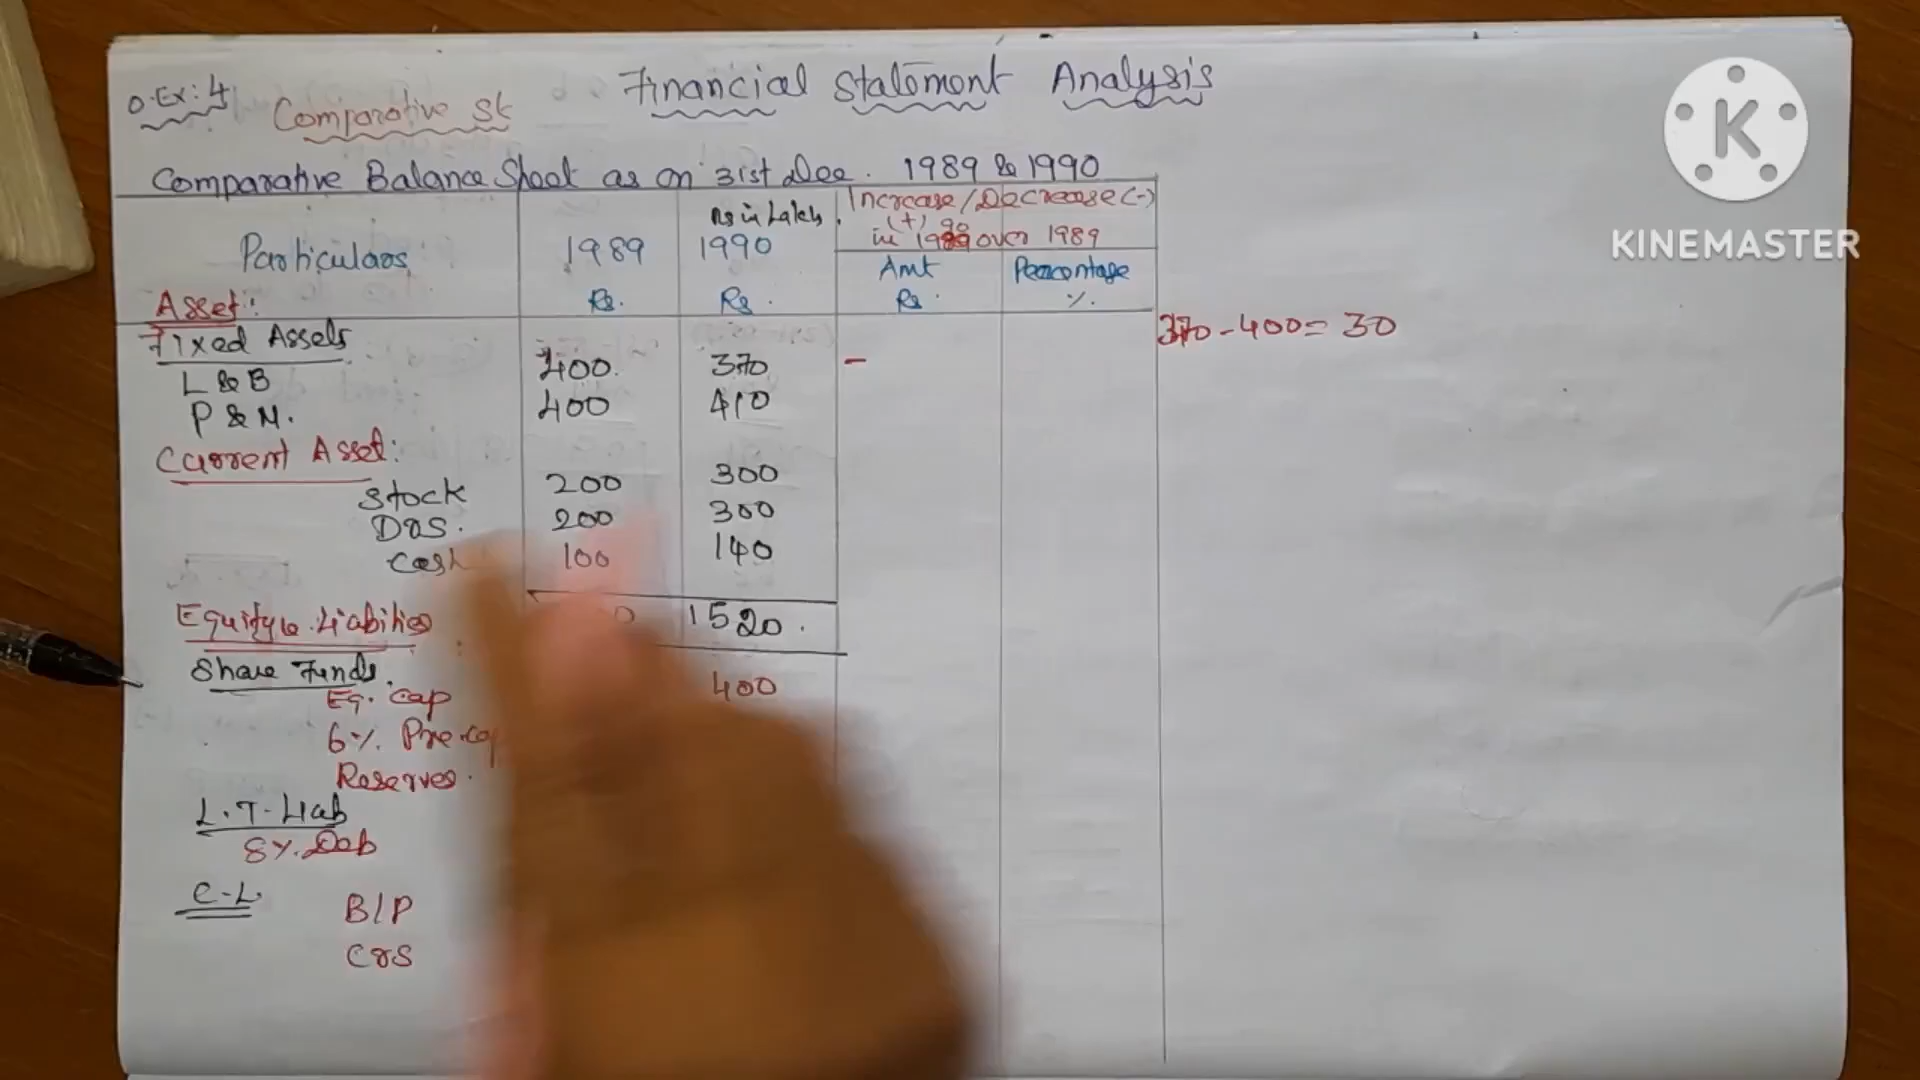 O.Ex: 4
Financial Statement Analysis
Comparative St
Comparative Balance Sheet as on 31st Dec. 1989 & 1990
Particulars
1989
Rs.
Rs in Lakhs
1990
Rs.
Increase/Decrease (-)
(+) 90
in 1989 over 1989
Amt
Rs.
Percentage
%.
Asset:
Fixed Assets
L & B 400. 370 -
370 - 400 = 30
P & M. 400 410
Current Asset:
Stock 200 300
Drs. 200 300
Cash 100 140
1520.
Equity & Liabilities
Share Funds.
Eq. cap 400
6%. Pre.cap
Reserves.
L.T. Liab
8%. Deb
C-L.
B/P
Crs
K
KINEMASTER